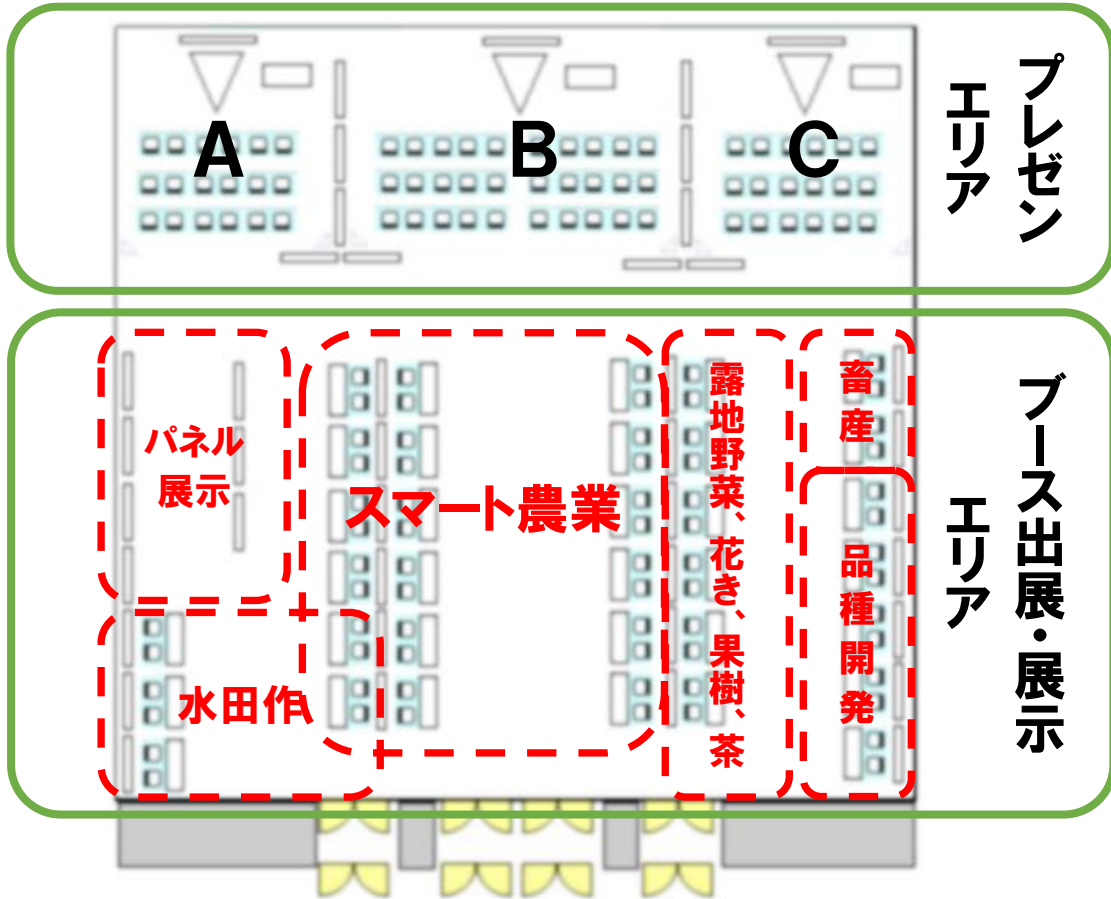 A
B
C
プレゼン
エリア
パネル
展示
スマート農業
水田作
露地野菜、花き、果樹、茶
畜産
品種開発
ブース出展・展示
エリア